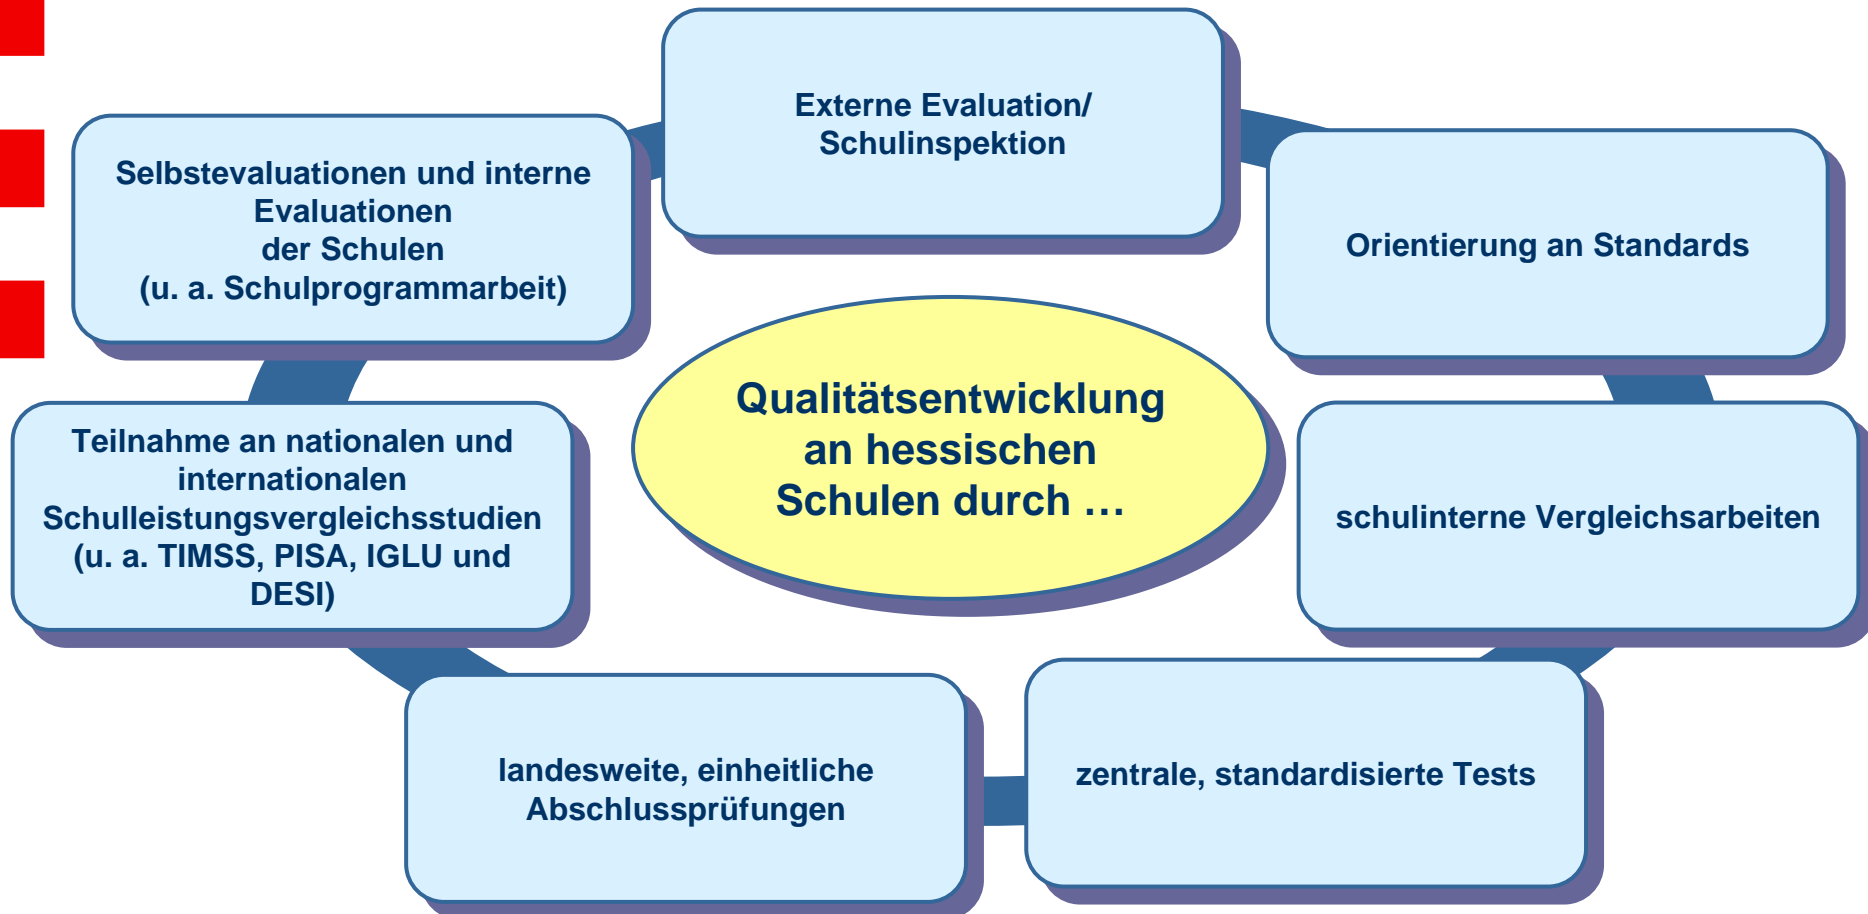 Externe Evaluation/
Schulinspektion
Selbstevaluationen und interne
Evaluationen
der Schulen
(u. a. Schulprogrammarbeit)
Orientierung an Standards
Qualitätsentwicklung
an hessischen
Schulen durch …
Teilnahme an nationalen und
internationalen
Schulleistungsvergleichsstudien
(u. a. TIMSS, PISA, IGLU und
DESI)
schulinterne Vergleichsarbeiten
landesweite, einheitliche
Abschlussprüfungen
zentrale, standardisierte Tests